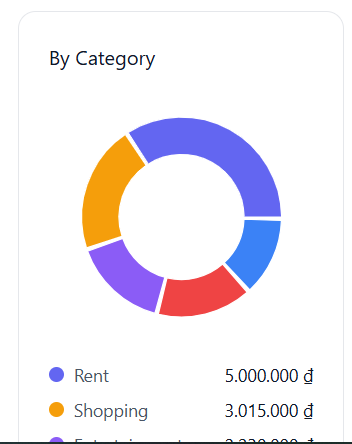 By Category
Rent 5.000.000 ₫
Shopping 3.015.000 ₫